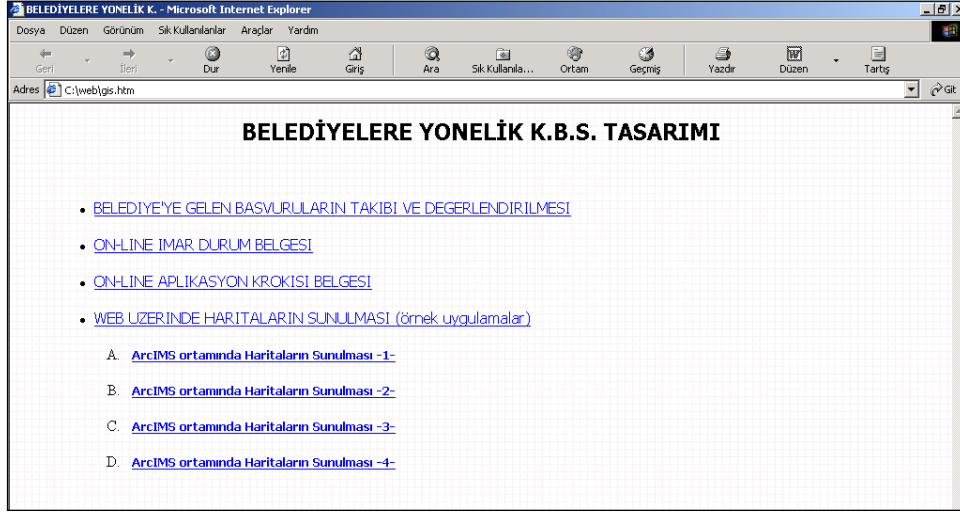 BELEDİYELERE YONELİK K. - Microsoft Internet Explorer
Dosya Düzen Görünüm Sık Kullanılanlar Araçlar Yardım
Geri İleri Dur Yenile Giriş Ara Sık Kullanıla... Ortam Geçmiş Yazdır Düzen Tartış
Adres C:\web\gis.htm Git
BELEDİYELERE YONELİK K.B.S. TASARIMI
• BELEDIYE'YE GELEN BASVURULARIN TAKIBI VE DEGERLENDIRILMESI
• ON-LINE IMAR DURUM BELGESI
• ON-LINE APLIKASYON KROKISI BELGESI
• WEB UZERINDE HARITALARIN SUNULMASI (örnek uygulamalar)
A. ArcIMS ortamında Haritaların Sunulması -1-
B. ArcIMS ortamında Haritaların Sunulması -2-
C. ArcIMS ortamında Haritaların Sunulması -3-
D. ArcIMS ortamında Haritaların Sunulması -4-